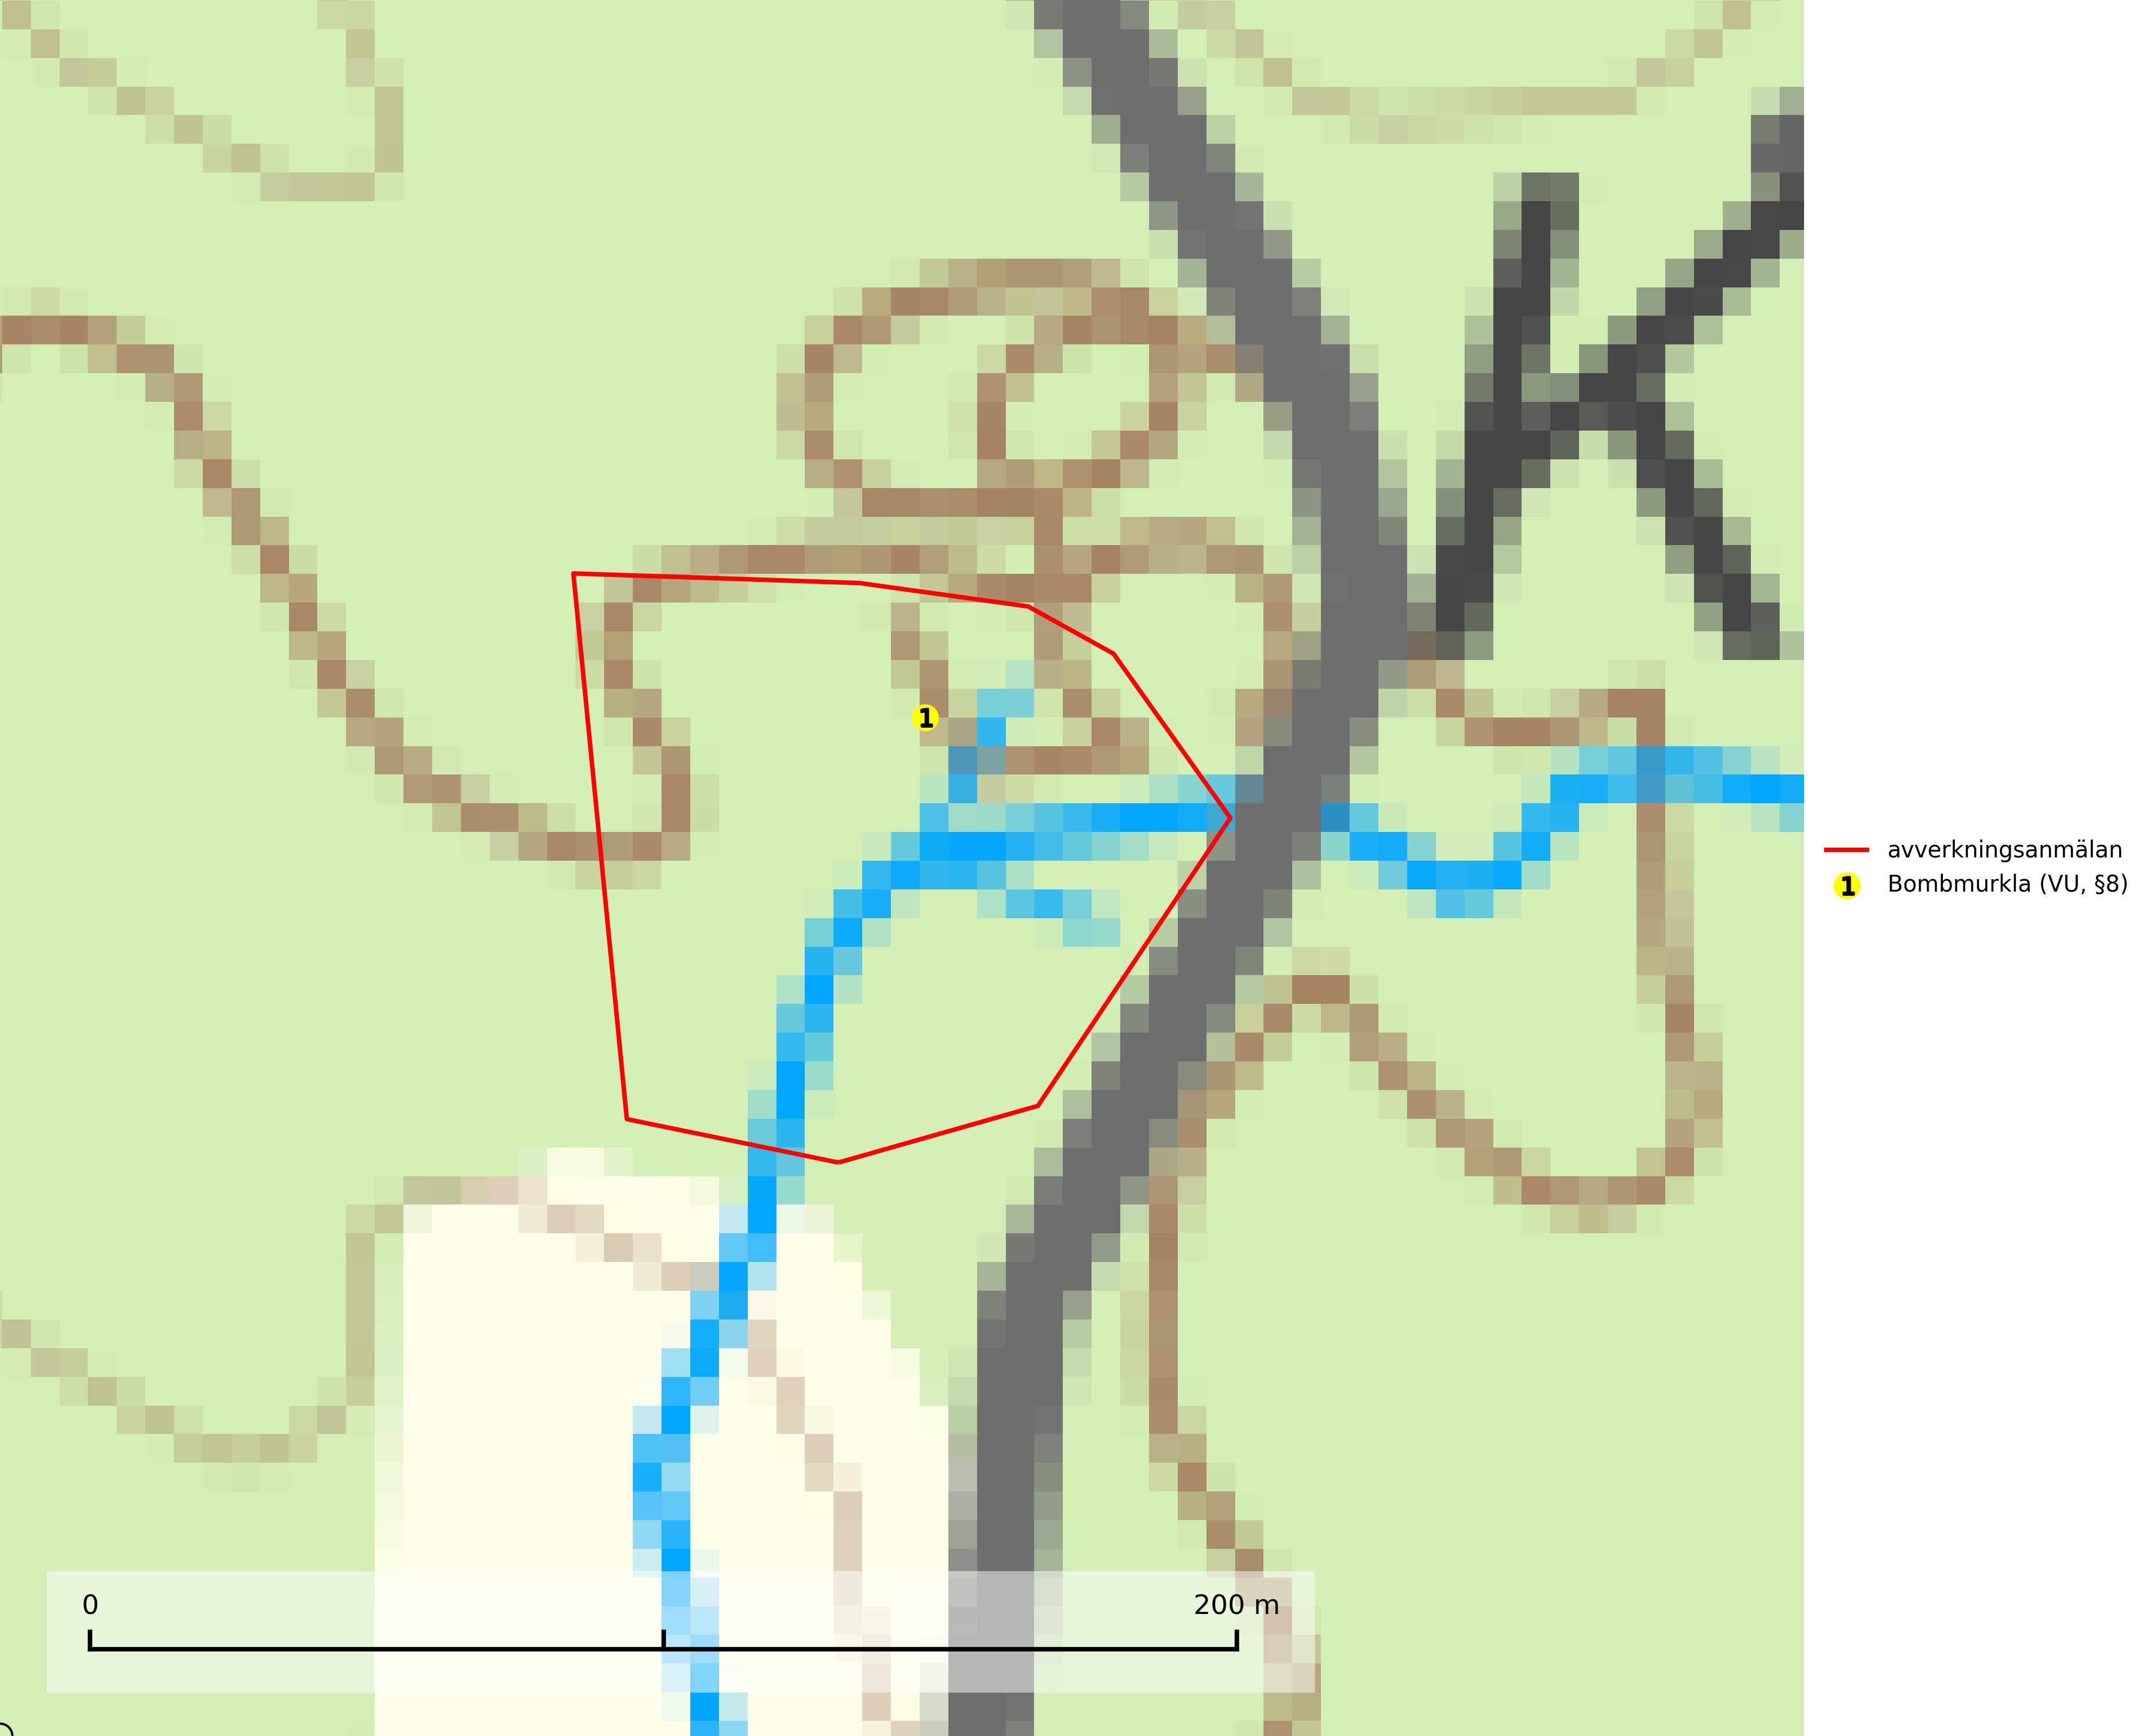 1
avverkningsanmälan
1 Bombmurkla (VU, §8)
0 200 m